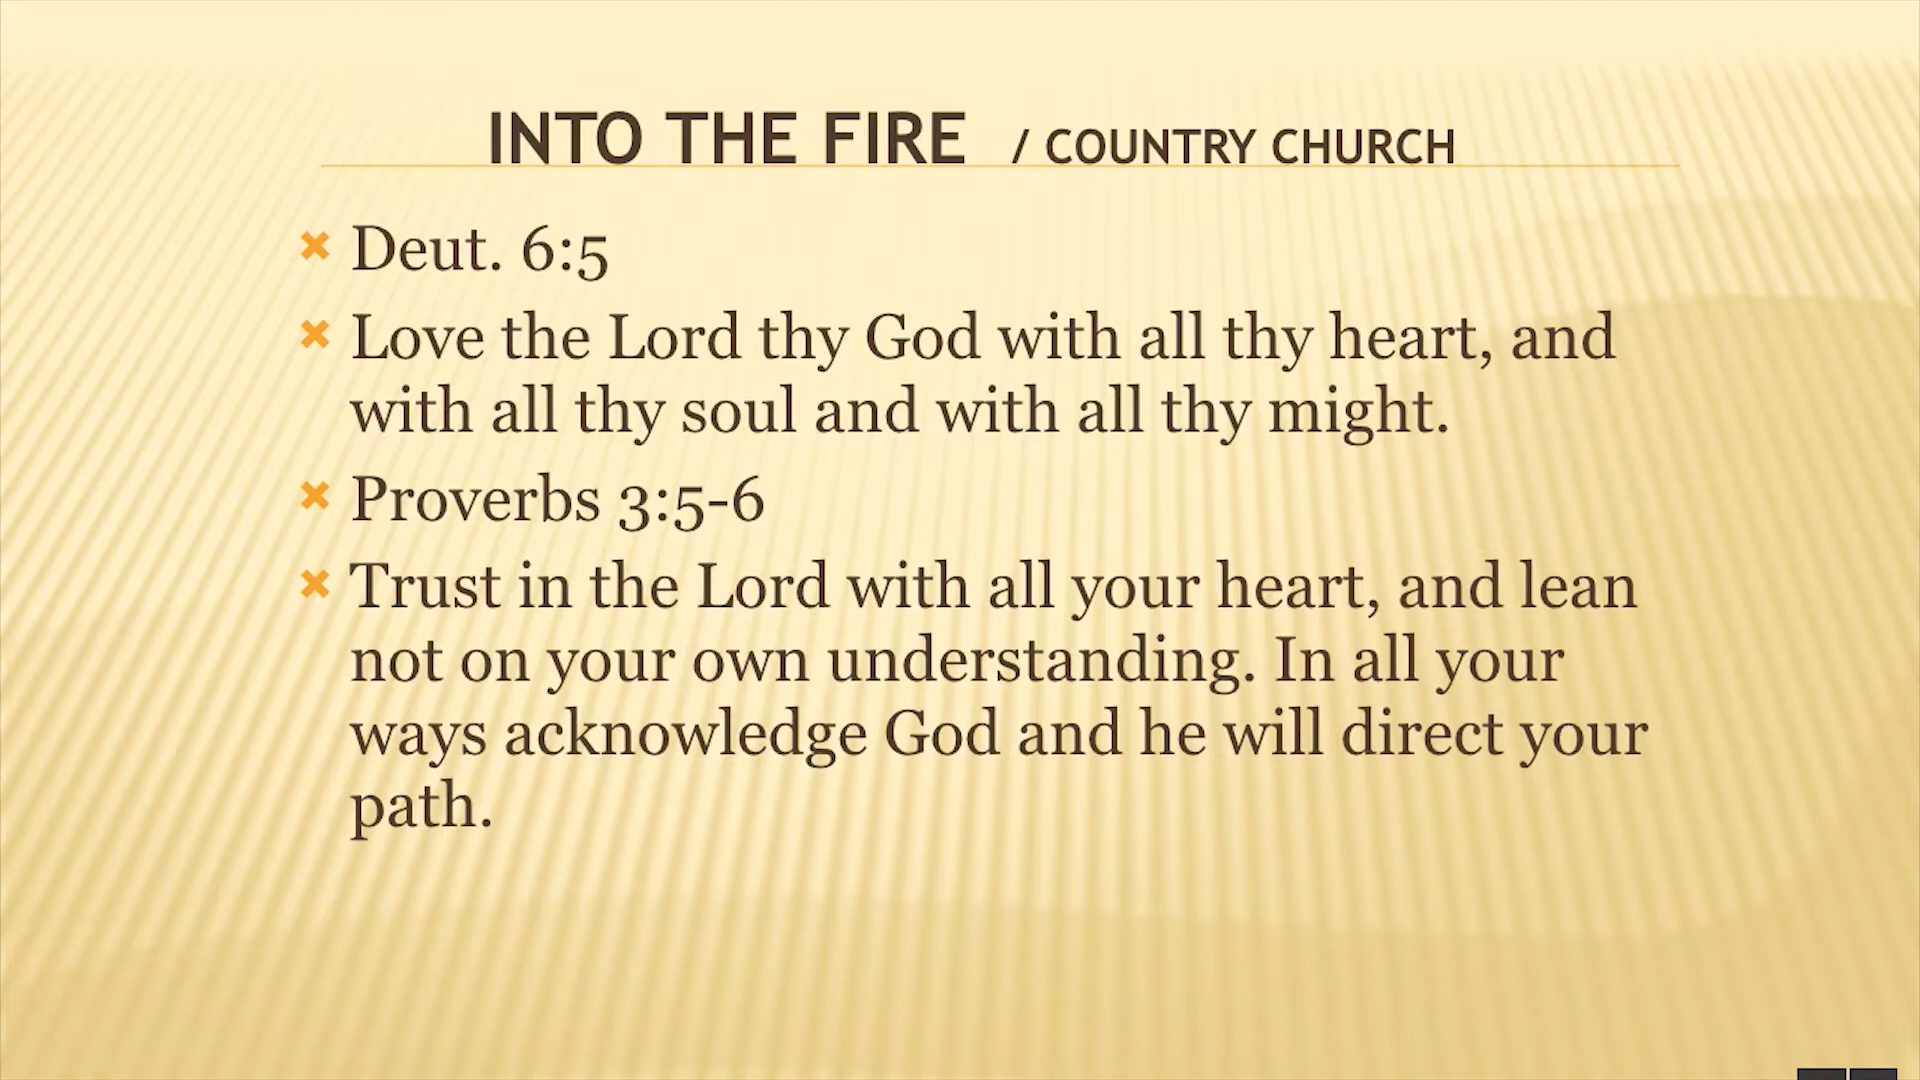 INTO THE FIRE / COUNTRY CHURCH
Deut. 6:5
Love the Lord thy God with all thy heart, and
with all thy soul and with all thy might.
Proverbs 3:5-6
Trust in the Lord with all your heart, and lean
not on your own understanding. In all your
ways acknowledge God and he will direct your
path.